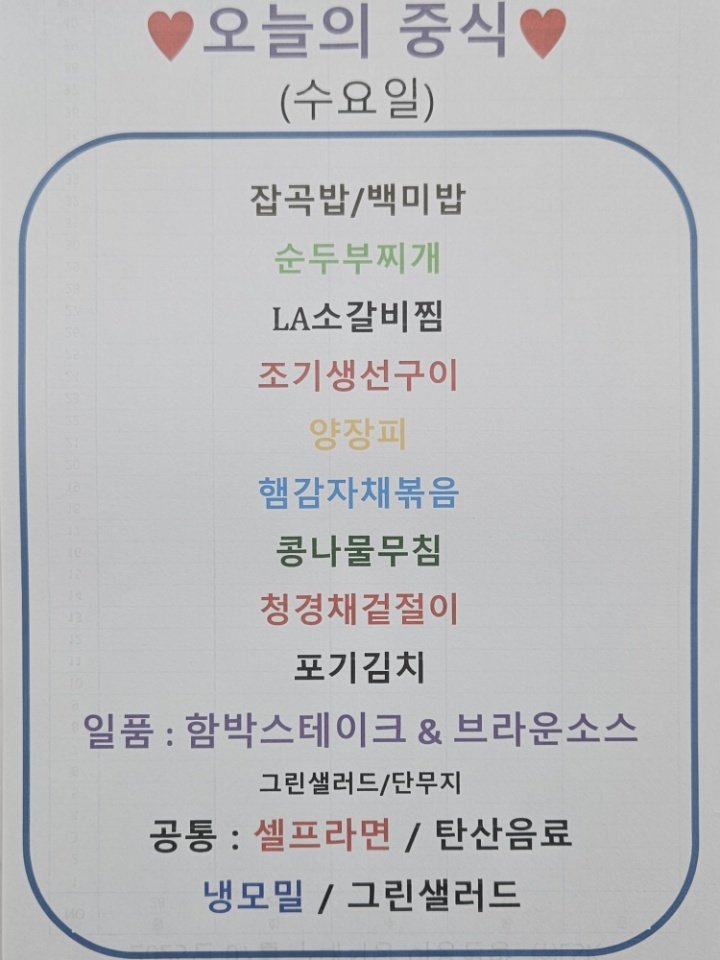 ♥오늘의 중식♥
(수요일)
잡곡밥/백미밥
순두부찌개
LA소갈비찜
조기생선구이
양장피
햄감자채볶음
콩나물무침
청경채겉절이
포기김치
일품 : 함박스테이크 & 브라운소스
그린샐러드/단무지
공통 : 셀프라면 / 탄산음료
냉모밀 / 그린샐러드